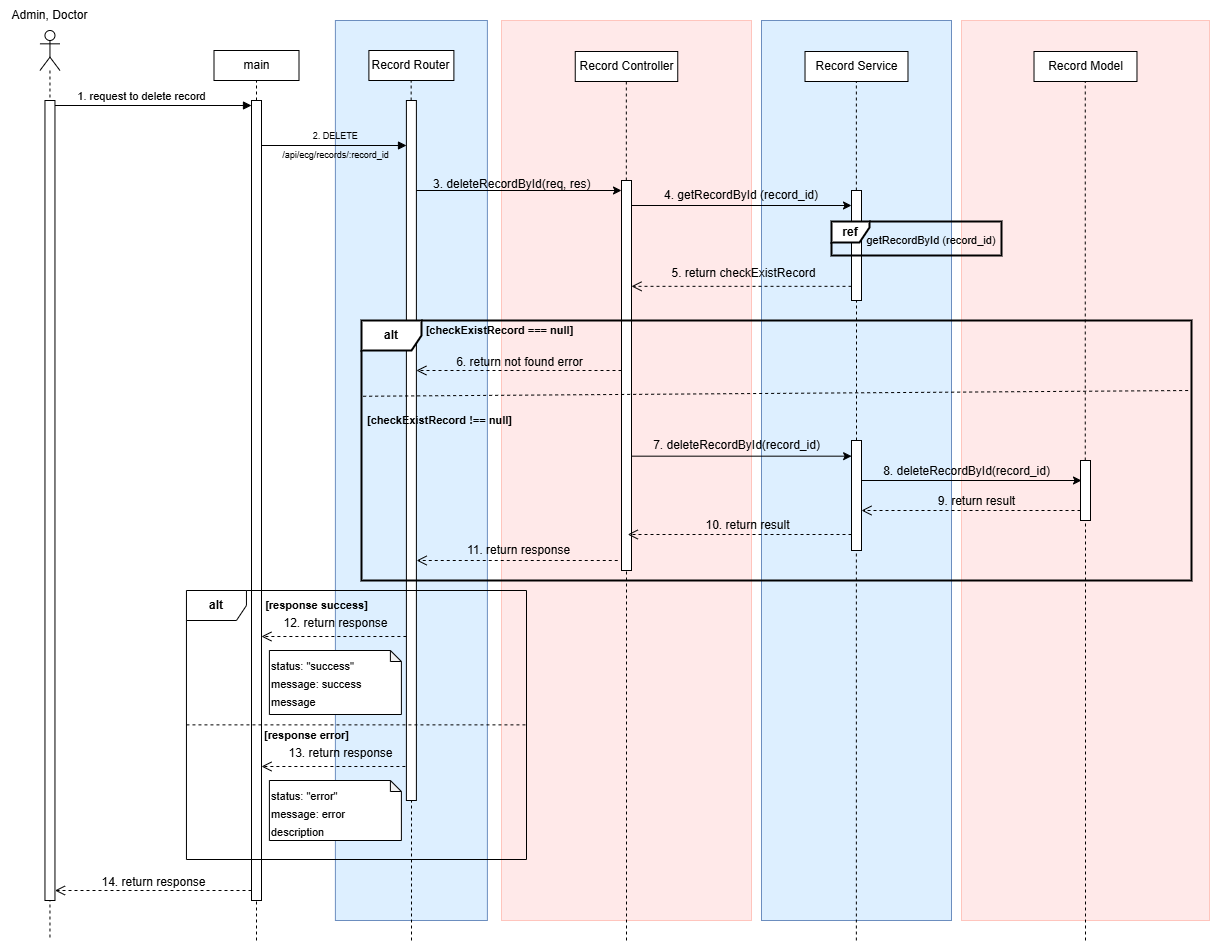 Admin, Doctor
main
Record Router
Record Controller
Record Service
Record Model
1. request to delete record
2. DELETE
/api/ecg/records/:record_id
3. deleteRecordById(req, res)
4. getRecordById (record_id)
ref
getRecordById (record_id)
5. return checkExistRecord
alt
[checkExistRecord === null]
6. return not found error
[checkExistRecord !== null]
7. deleteRecordById(record_id)
8. deleteRecordById(record_id)
9. return result
10. return result
11. return response
alt
[response success]
12. return response
status: "success"
message: success
message
[response error]
13. return response
status: "error"
message: error
description
14. return response